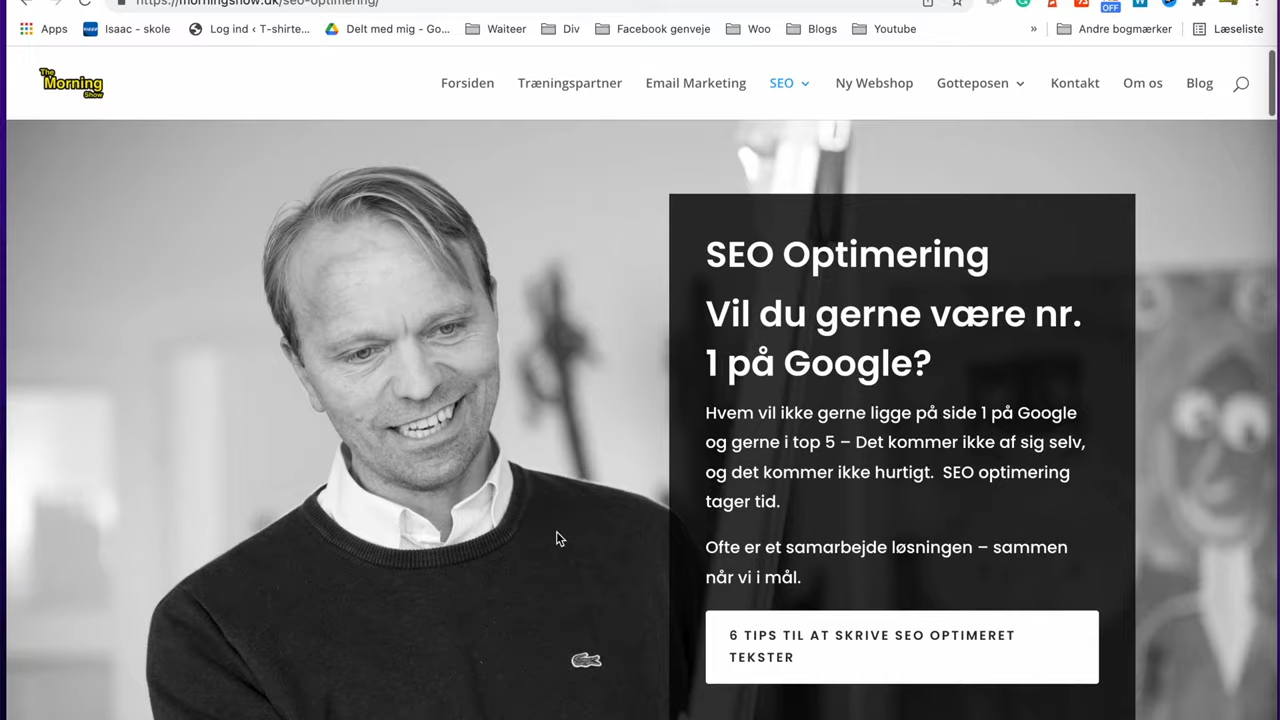 https://morningshow.dk/seo-optimering/
OFF
Apps
Isaac - skole
Log ind ‹ T-shirte...
Delt med mig - Go...
Waiteer
Div
Facebook genveje
Woo
Blogs
Youtube
»
Andre bogmærker
Læseliste
The
Morning
Show
Forsiden
Træningspartner
Email Marketing
SEO
Ny Webshop
Gotteposen
Kontakt
Om os
Blog
SEO Optimering
Vil du gerne være nr.
1 på Google?
Hvem vil ikke gerne ligge på side 1 på Google
og gerne i top 5 – Det kommer ikke af sig selv,
og det kommer ikke hurtigt.  SEO optimering
tager tid.
Ofte er et samarbejde løsningen – sammen
når vi i mål.
6 TIPS TIL AT SKRIVE SEO OPTIMERET
TEKSTER